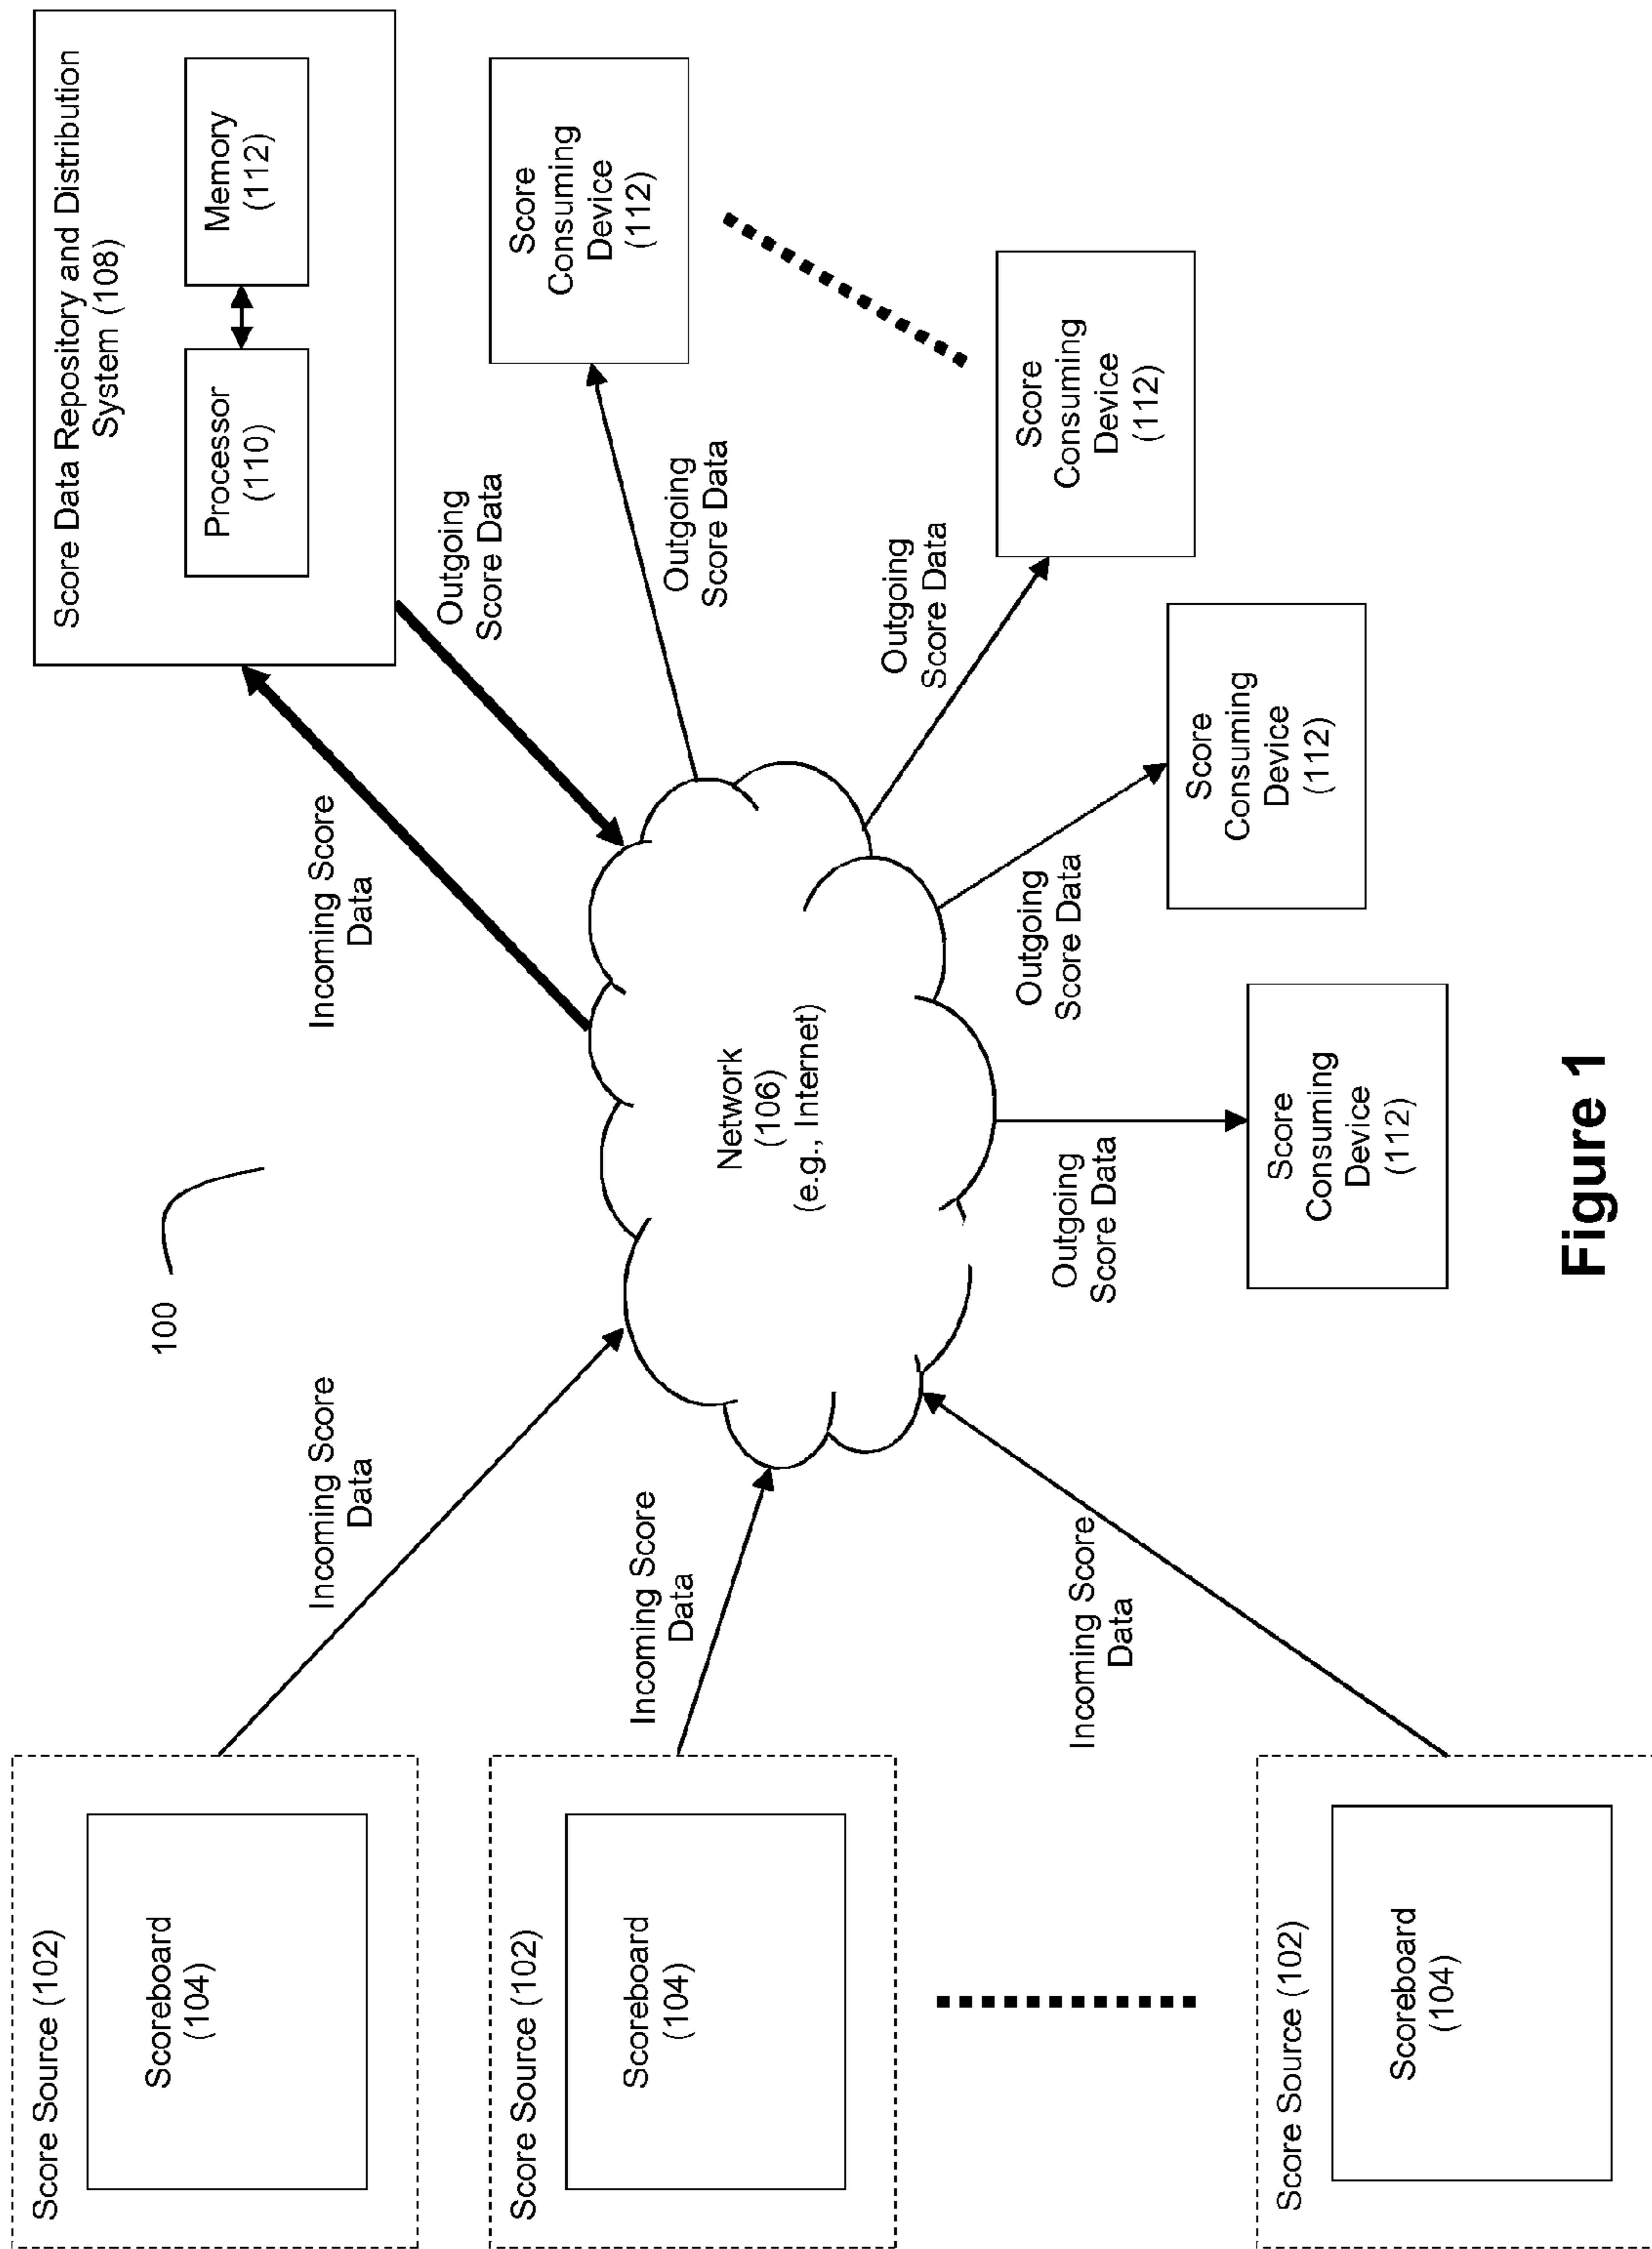 Score Source (102)
Scoreboard
(104)
Score Source (102)
Scoreboard
(104)
Score Source (102)
Scoreboard
(104)
Incoming Score
Data
Incoming Score
Data
Incoming Score
Data
100
Network
(106)
(e.g., Internet)
Incoming Score
Data
Outgoing
Score Data
Score Data Repository and Distribution
System (108)
Processor
(110)
Memory
(112)
Outgoing
Score Data
Score
Consuming
Device
(112)
Outgoing
Score Data
Score
Consuming
Device
(112)
Outgoing
Score Data
Score
Consuming
Device
(112)
Outgoing
Score Data
Score
Consuming
Device
(112)
Figure 1